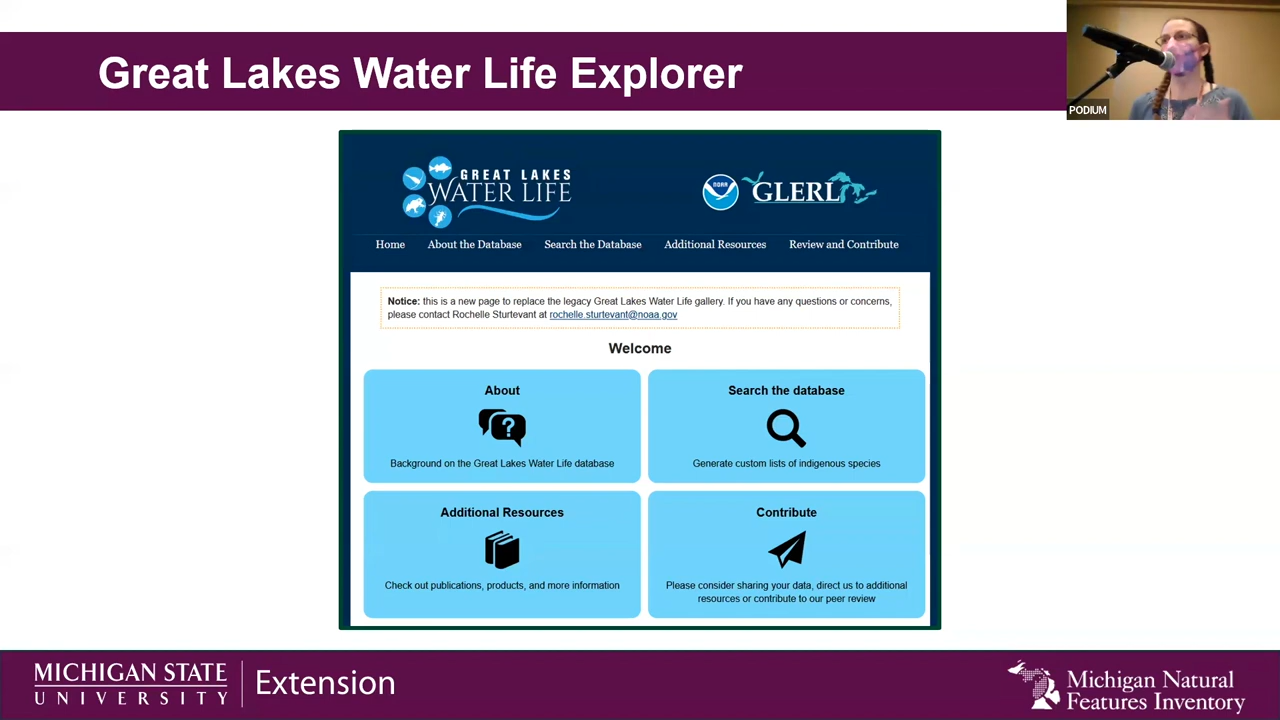 Great Lakes Water Life Explorer
PODIUM
GREAT LAKES
WATER LIFE
NOAA
GLERL
Home About the Database Search the Database Additional Resources Review and Contribute
Notice: this is a new page to replace the legacy Great Lakes Water Life gallery. If you have any questions or concerns,
please contact Rochelle Sturtevant at rochelle.sturtevant@noaa.gov
Welcome
About
?
Background on the Great Lakes Water Life database
Search the database
Generate custom lists of indigenous species
Additional Resources
Check out publications, products, and more information
Contribute
Please consider sharing your data, direct us to additional
resources or contribute to our peer review
MICHIGAN STATE
UNIVERSITY
Extension
Michigan Natural
Features Inventory